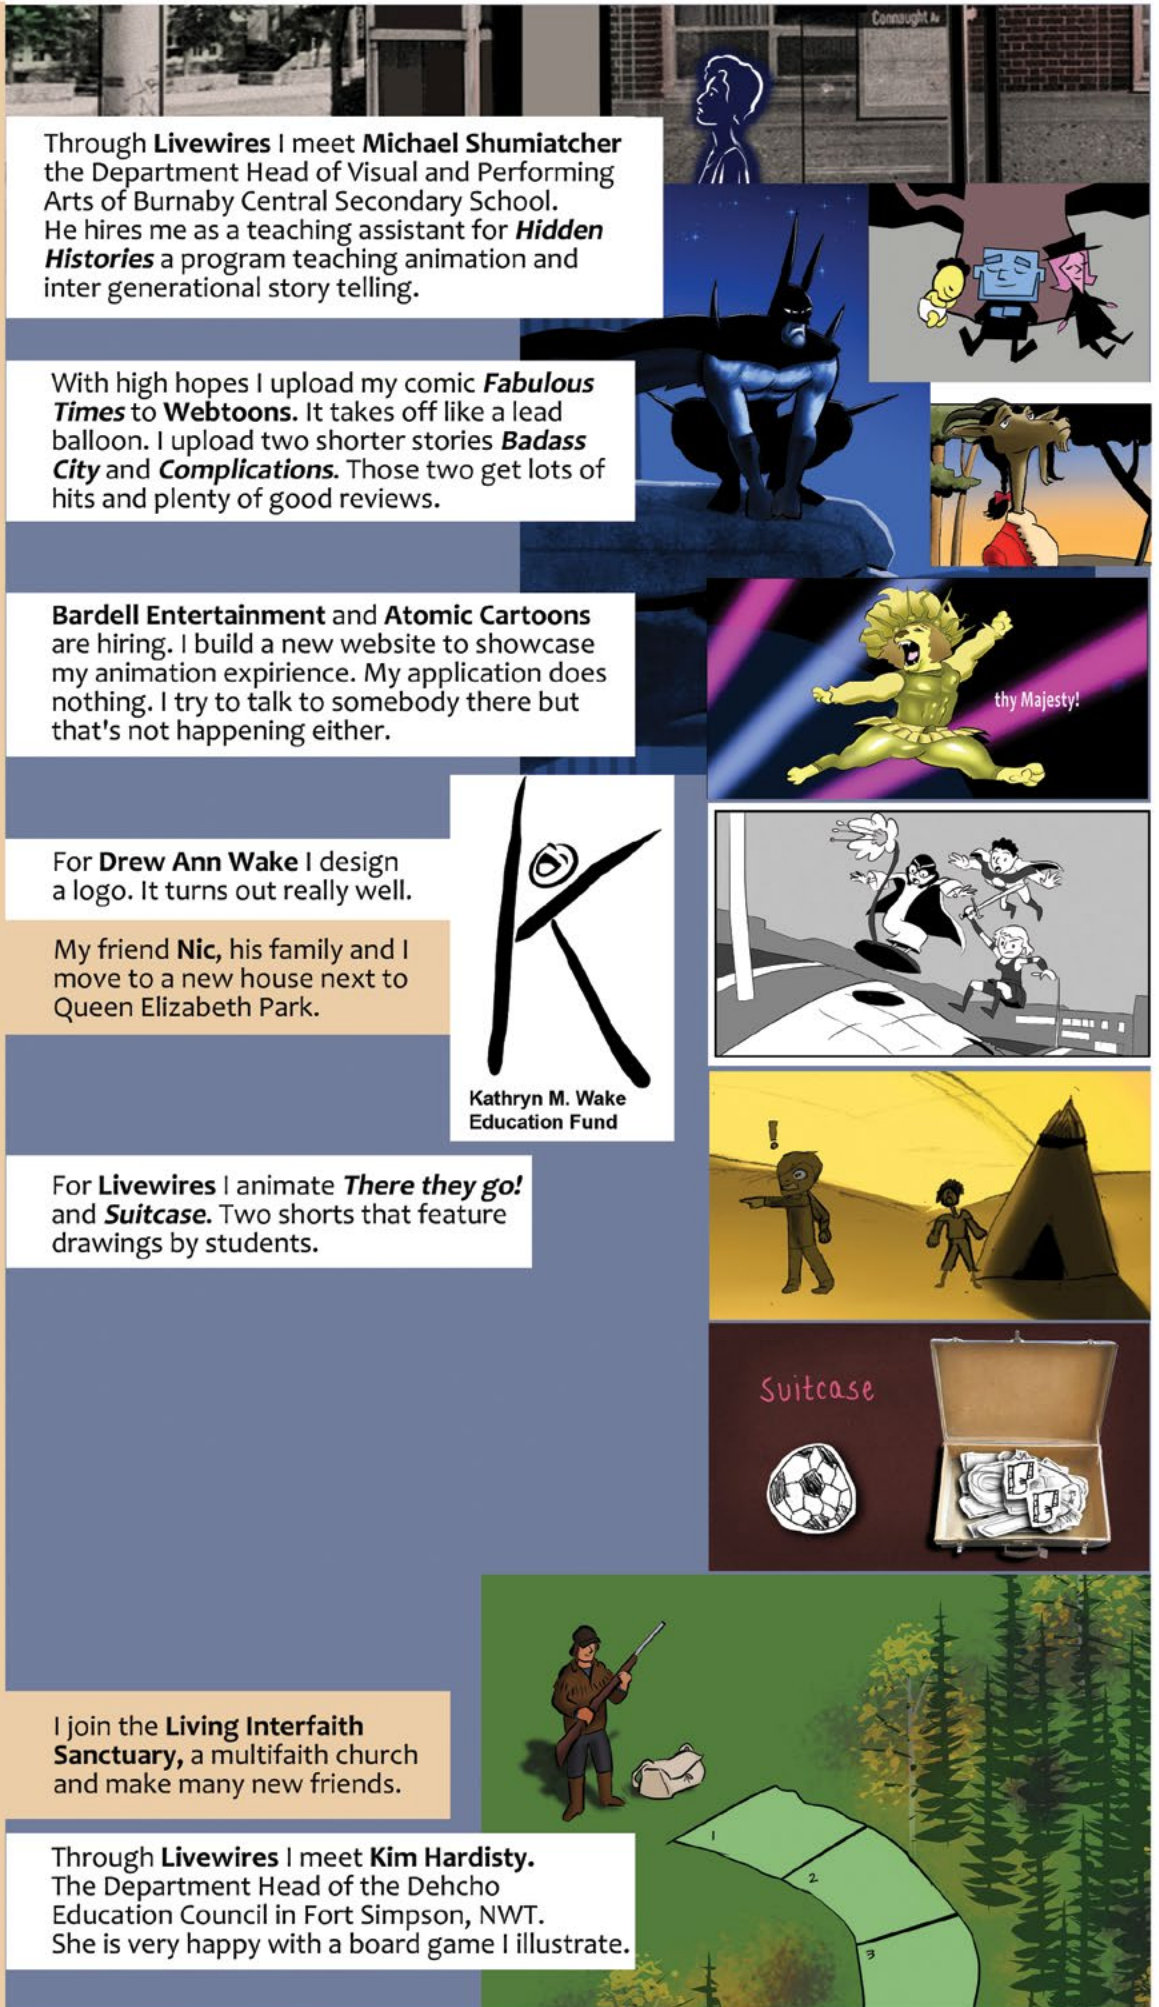 Connaught Av
Through Livewires I meet Michael Shumiatcher
the Department Head of Visual and Performing
Arts of Burnaby Central Secondary School.
He hires me as a teaching assistant for Hidden
Histories a program teaching animation and
inter generational story telling.
With high hopes I upload my comic Fabulous
Times to Webtoons. It takes off like a lead
balloon. I upload two shorter stories Badass
City and Complications. Those two get lots of
hits and plenty of good reviews.
Bardell Entertainment and Atomic Cartoons
are hiring. I build a new website to showcase
my animation expirience. My application does
nothing. I try to talk to somebody there but
that's not happening either.
thy Majesty!
For Drew Ann Wake I design
a logo. It turns out really well.
My friend Nic, his family and I
move to a new house next to
Queen Elizabeth Park.
K
Kathryn M. Wake
Education Fund
!
For Livewires I animate There they go!
and Suitcase. Two shorts that feature
drawings by students.
Suitcase
I join the Living Interfaith
Sanctuary, a multifaith church
and make many new friends.
Through Livewires I meet Kim Hardisty.
The Department Head of the Dehcho
Education Council in Fort Simpson, NWT.
She is very happy with a board game I illustrate.
1
2
3